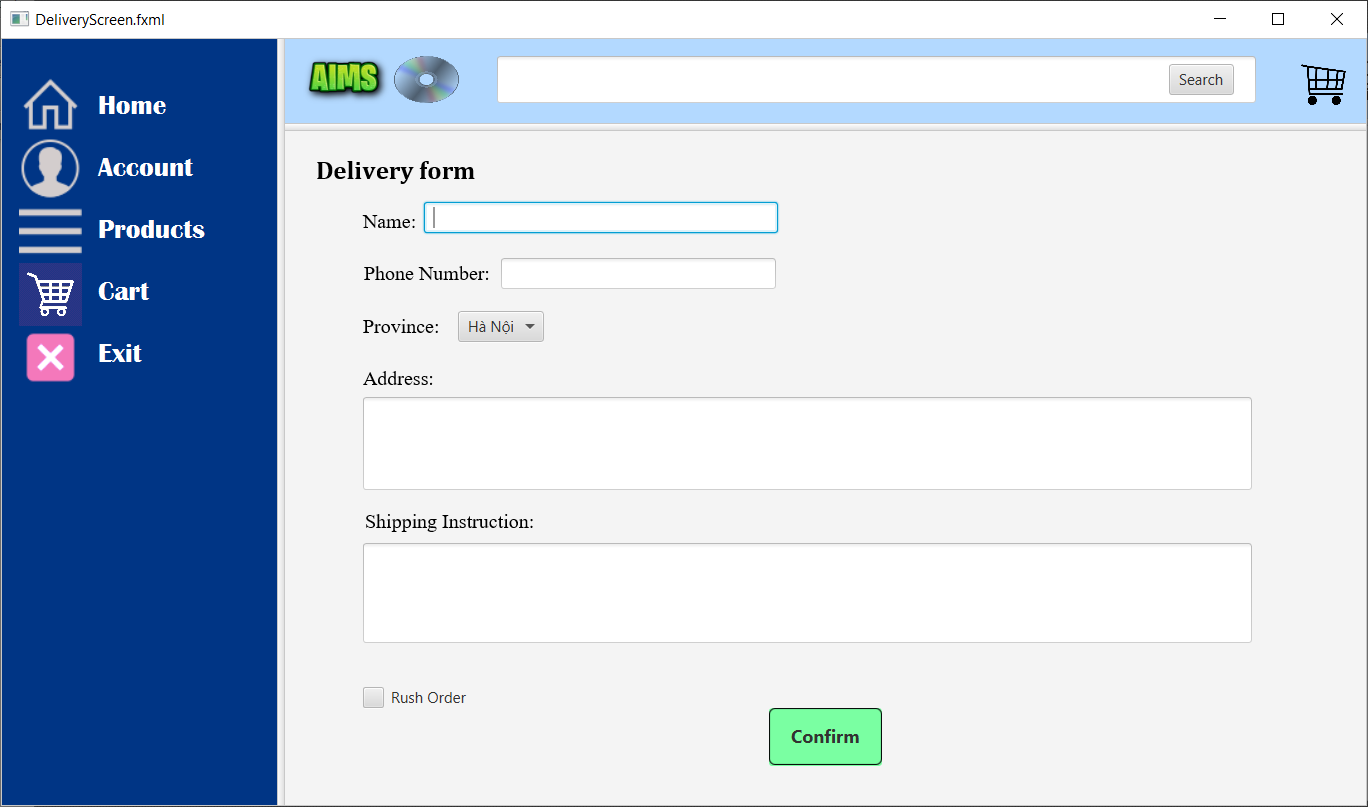 DeliveryScreen.fxml
Home
Account
Products
Cart
Exit
AIMS
Search
Delivery form
Name:
Phone Number:
Province: Hà Nội
Address:
Shipping Instruction:
Rush Order
Confirm